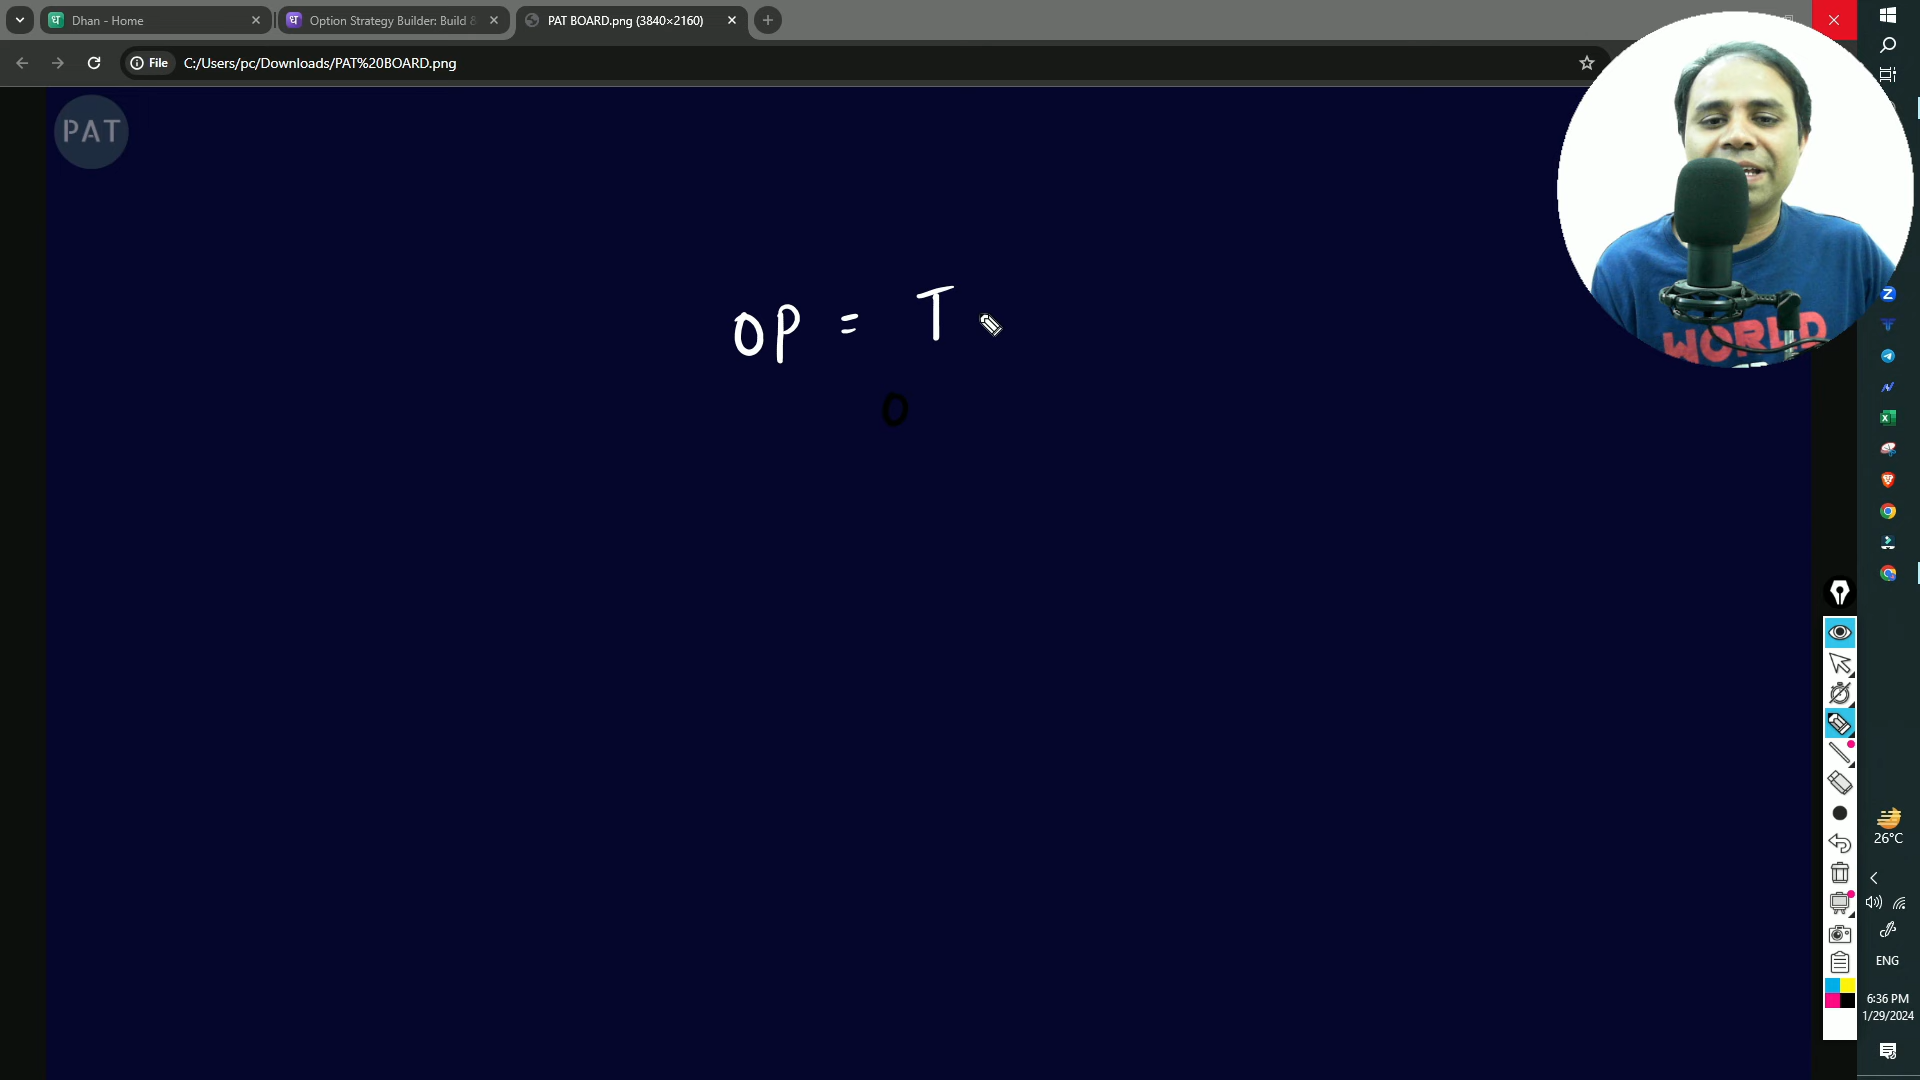 Dhan - Home
Option Strategy Builder: Build &
PAT BOARD.png (3840×2160)
File
C:/Users/pc/Downloads/PAT%20BOARD.png
PAT
OP = T
O
WORLD
26°C
ENG
6:36 PM
1/29/2024